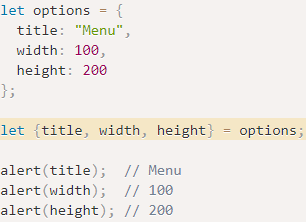 let options = {
  title: "Menu",
  width: 100,
  height: 200
};

let {title, width, height} = options;

alert(title);  // Menu
alert(width);  // 100
alert(height); // 200